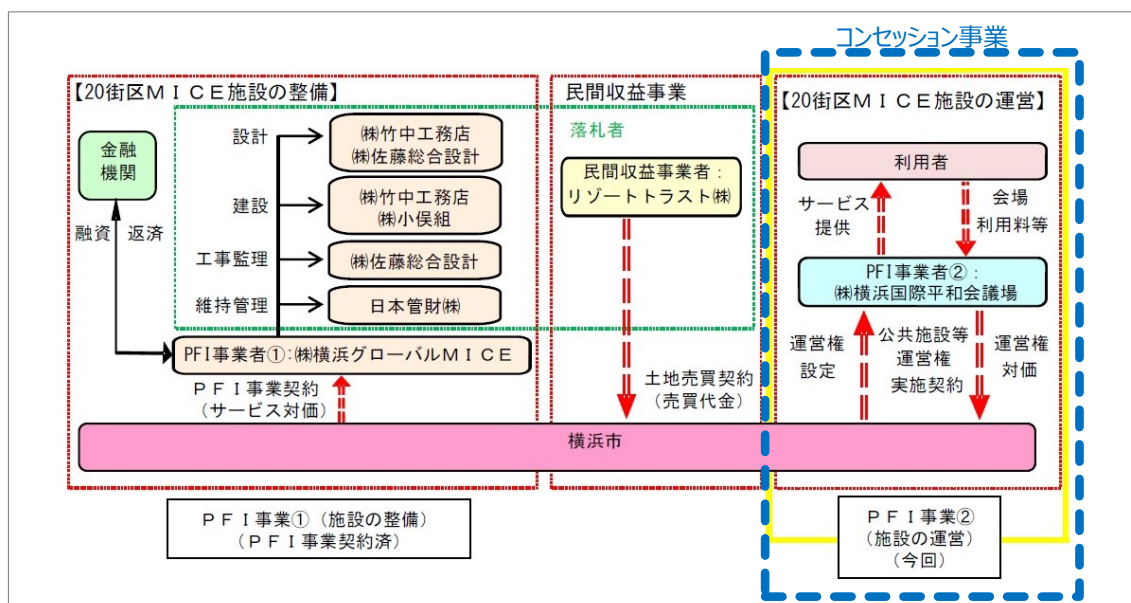 コンセッション事業
【20街区ＭＩＣＥ施設の整備】
金融
機関
融資
返済
設計
㈱竹中工務店
㈱佐藤総合設計
建設
㈱竹中工務店
㈱小俣組
工事監理
㈱佐藤総合設計
維持管理
日本管財㈱
PFI事業者①：㈱横浜グローバルＭＩＣＥ
ＰＦＩ事業契約
（サービス対価）
民間収益事業
落札者
民間収益事業者：
リゾートトラスト㈱
土地売買契約
（売買代金）
【20街区ＭＩＣＥ施設の運営】
利用者
サービス
提供
会場
利用料等
PFI事業者②：
㈱横浜国際平和会議場
運営権
設定
公共施設等
運営権
実施契約
運営権
対価
横浜市
ＰＦＩ事業①（施設の整備）
（ＰＦＩ事業契約済）
ＰＦＩ事業②
（施設の運営）
（今回）